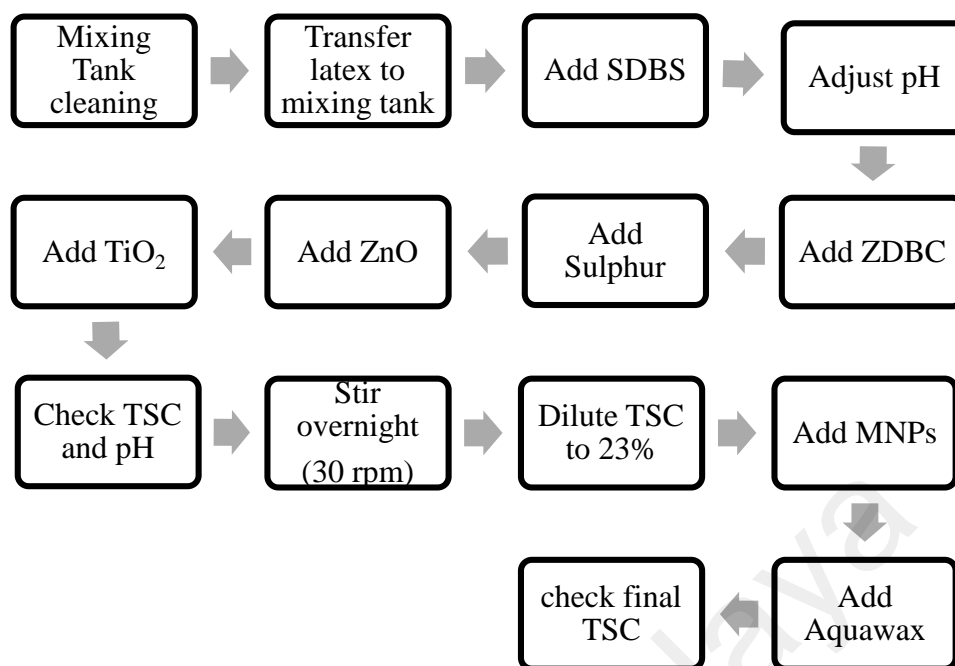 Mixing
Tank
cleaning
Transfer
latex to
mixing tank
Add SDBS
Adjust pH
Add TiO₂
Add ZnO
Add
Sulphur
Add ZDBC
Check TSC
and pH
Stir
overnight
(30 rpm)
Dilute TSC
to 23%
Add MNPs
check final
TSC
Add
Aquawax
laya